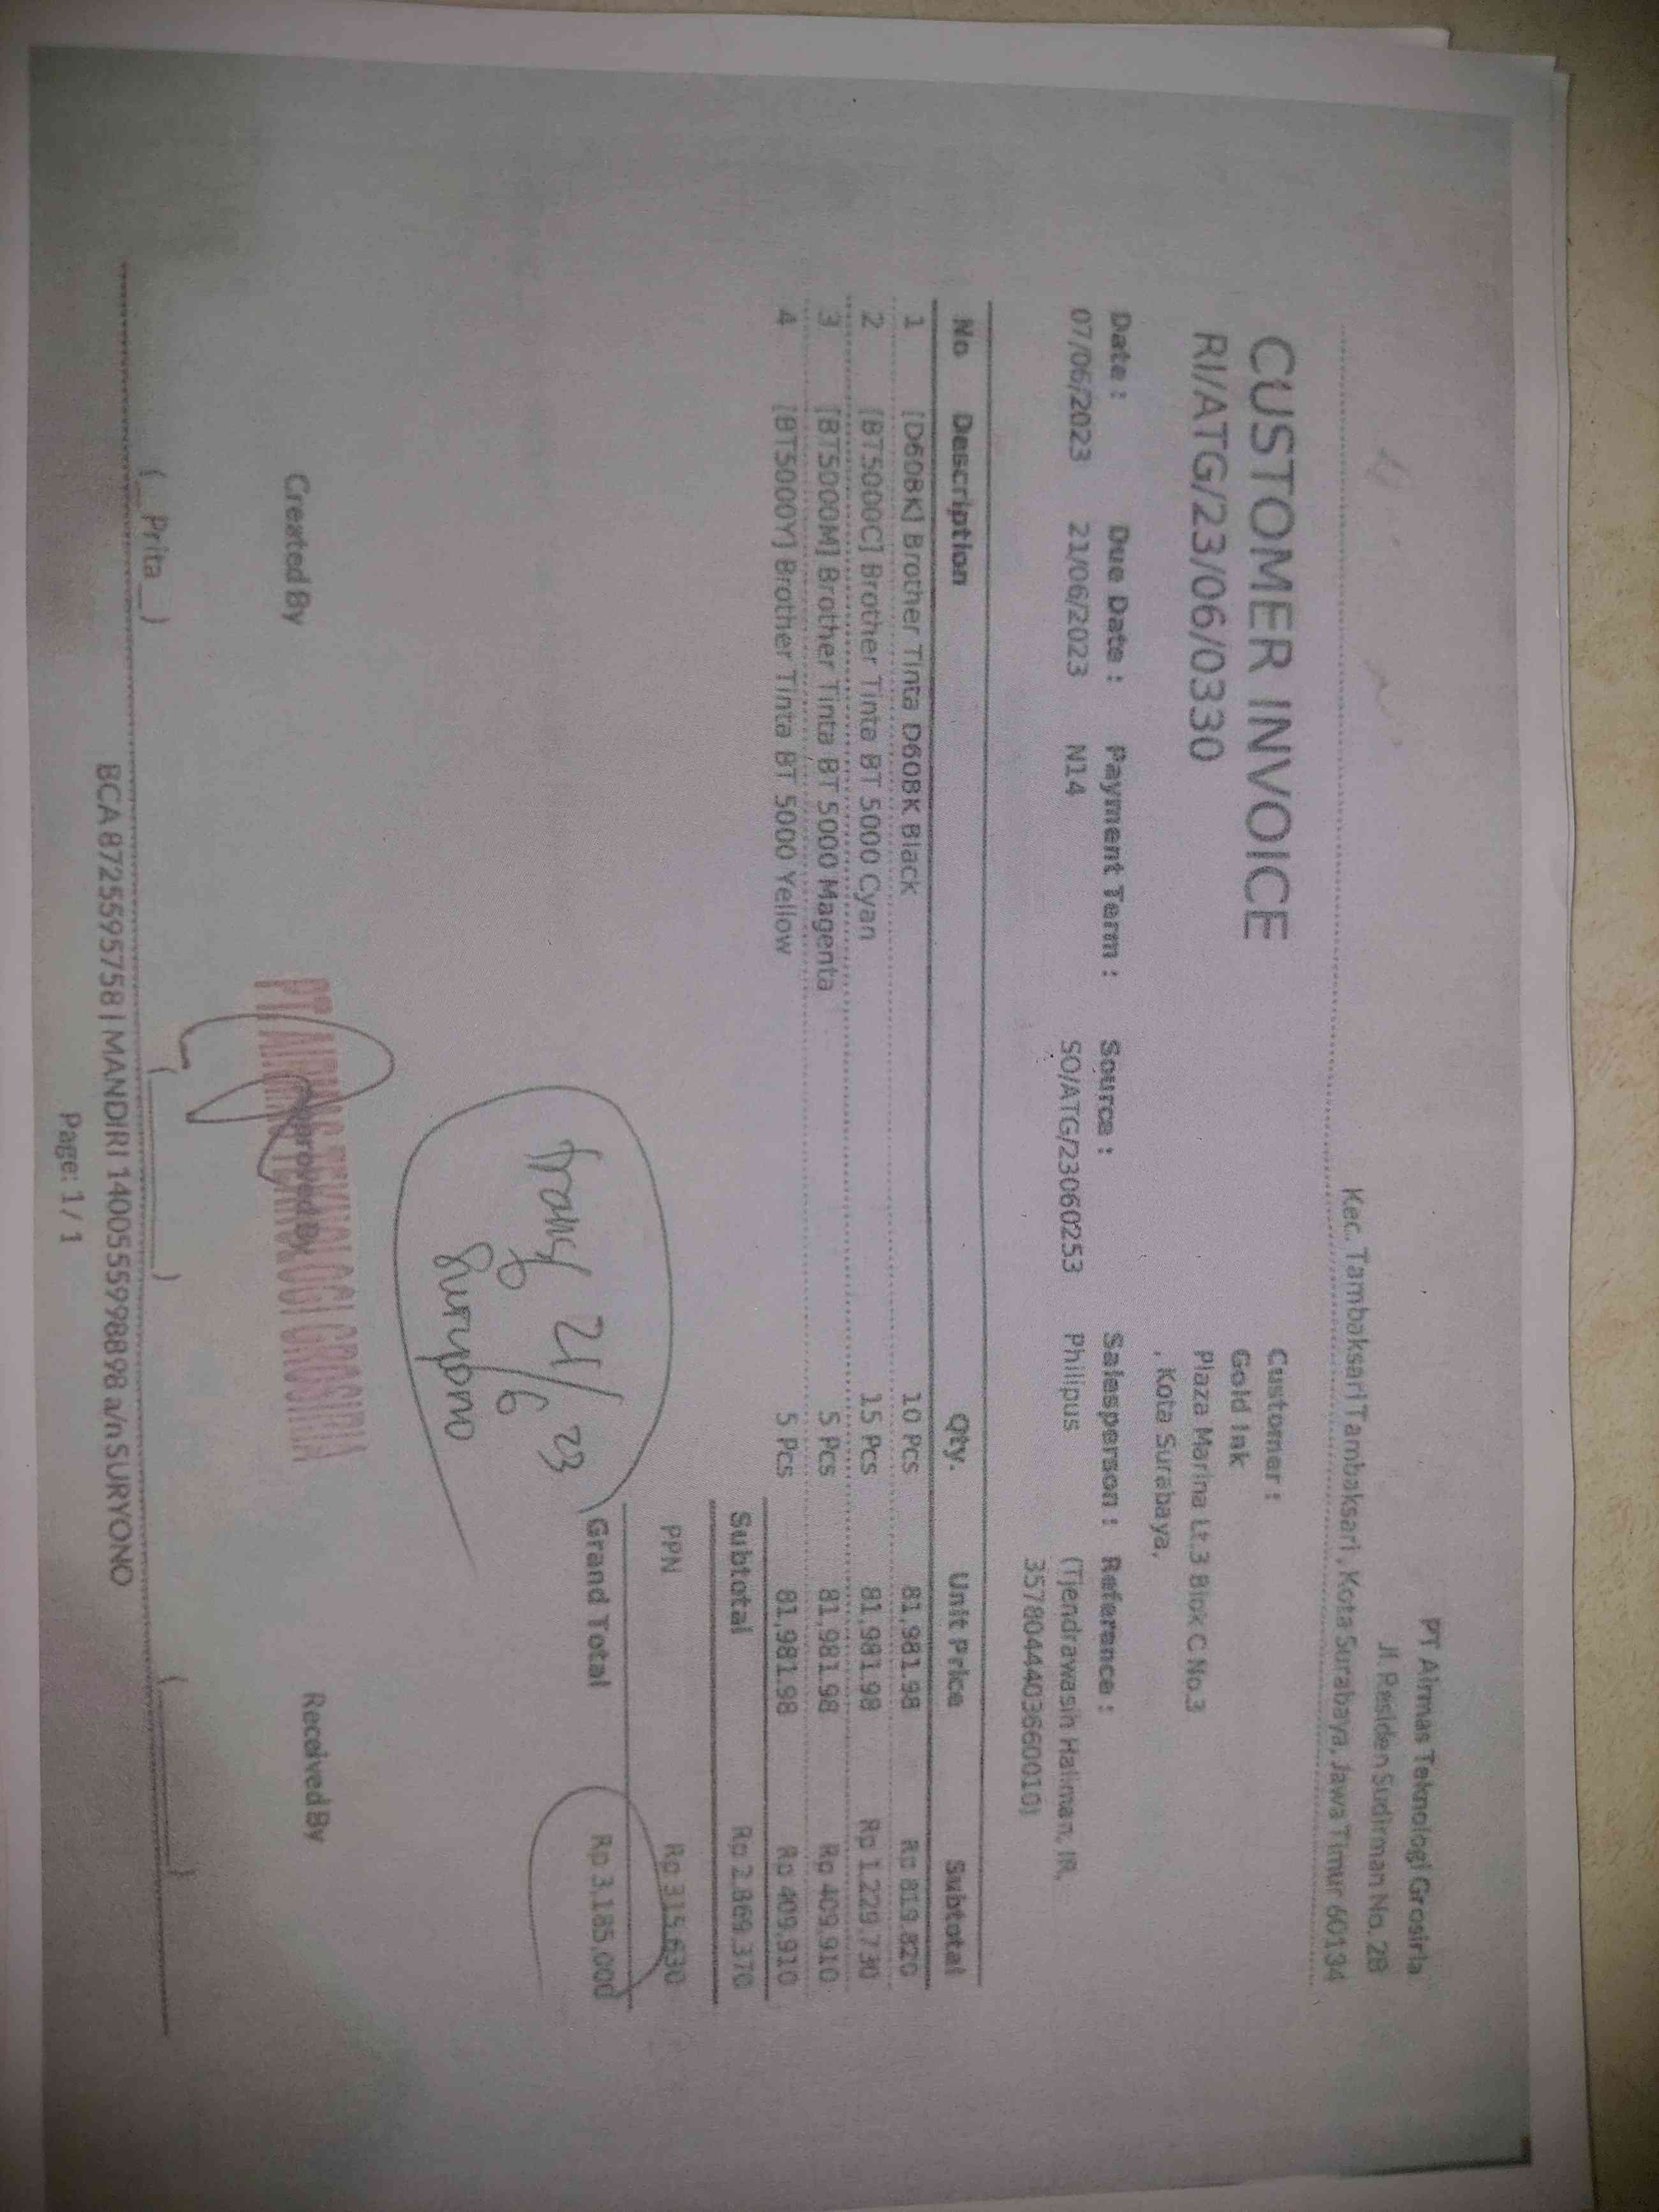 PT Airmas Teknologi Grosiria
Jl. Residen Sudirman No. 2B
Kec. Tambaksari Tambaksari, Kota Surabaya, Jawa Timur 60134
CUSTOMER INVOICE
RI/ATG/23/06/0330
Customer :
Gold Ink
Plaza Marina Lt.3 Blok C No.3
, Kota Surabaya,
Date : Due Date : Payment Term : Source : Salesperson : Reference :
07/06/2023 21/06/2023 N14 SO/ATG/23060253 Philipus (Tjendrawasih Haliman, IR,
3578044403660010)
No Description Qty. Unit Price Subtotal
1 [D60BK] Brother Tinta D60BK Black 10 Pcs 81,981.98 Rp 819.820
2 [BT5000C] Brother Tinta BT 5000 Cyan 15 Pcs 81,981.98 Rp 1.229.730
3 [BT5000M] Brother Tinta BT 5000 Magenta 5 Pcs 81,981.98 Rp 409.910
4 [BT5000Y] Brother Tinta BT 5000 Yellow 5 Pcs 81,981.98 Rp 409.910
Subtotal Rp 2.869.370
PPN Rp 315.630
Grand Total Rp 3,185,000
21/6 23
Suryono
Created By Approved By Received By
PT AIRMAS TEKNOLOGI GROSIRIA
(__Prita__) (________) (________)
BCA 8725595758 I MANDIRI 1400555998898 a/n SURYONO
Page: 1 / 1